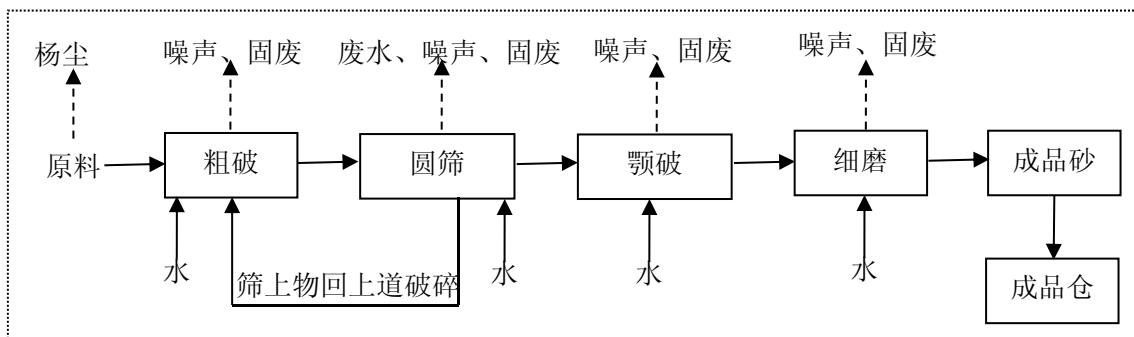 杨尘
噪声、固废
废水、噪声、固废
噪声、固废
噪声、固废
原料
粗破
圆筛
颚破
细磨
成品砂
水
筛上物回上道破碎
水
水
水
成品仓